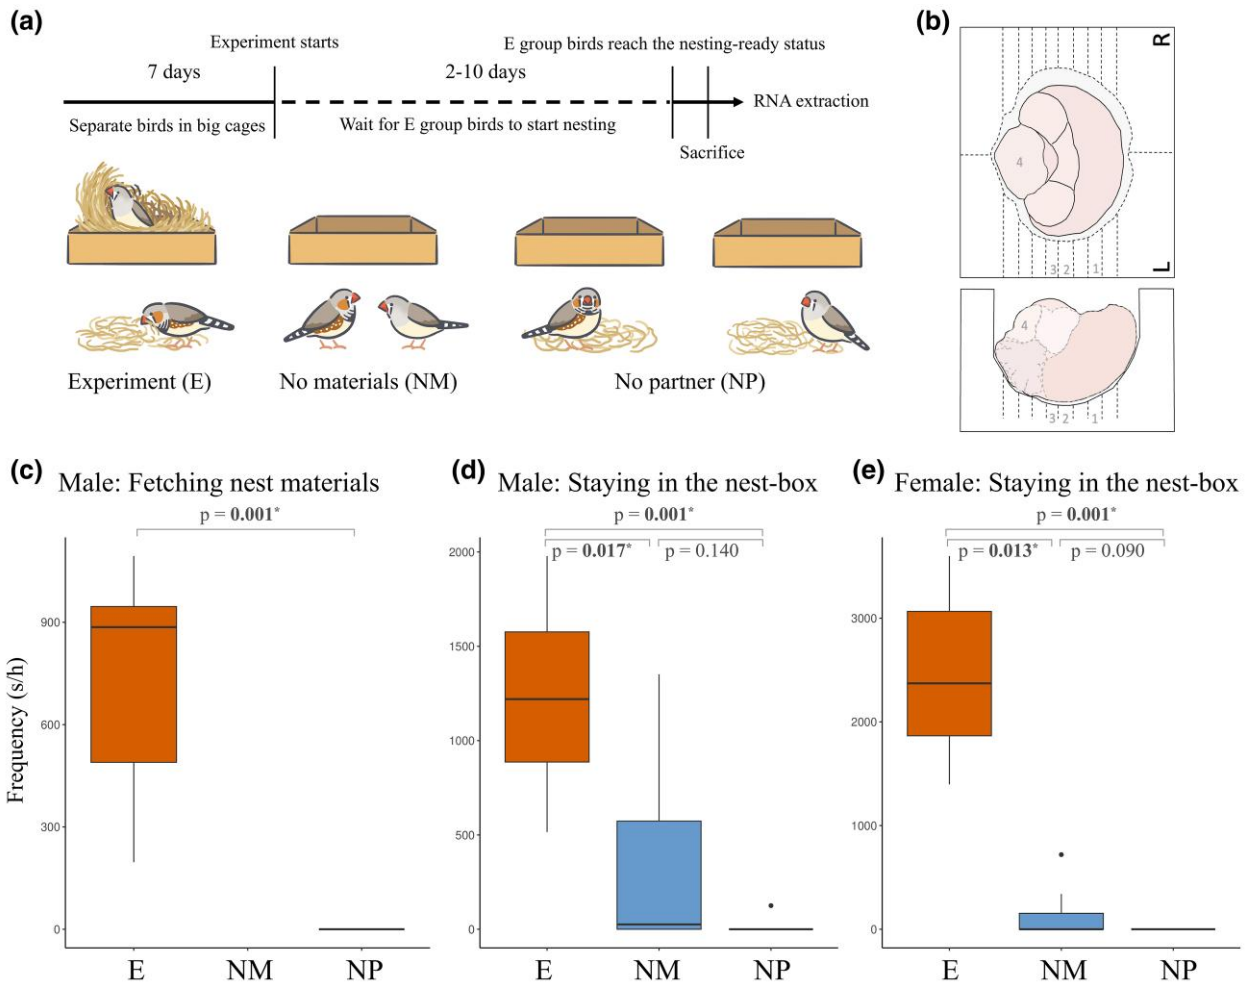 (a)
Experiment starts
E group birds reach the nesting-ready status
7 days
2-10 days
RNA extraction
Separate birds in big cages
Wait for E group birds to start nesting
Sacrifice
Experiment (E)
No materials (NM)
No partner (NP)
(b)
R
4
L
3 2 1
4
3 2 1
(c) Male: Fetching nest materials
p = 0.001*
Frequency (s/h)
900
600
300
0
E NM NP
(d) Male: Staying in the nest-box
p = 0.001*
p = 0.017* p = 0.140
2000
1500
1000
500
0
E NM NP
(e) Female: Staying in the nest-box
p = 0.001*
p = 0.013* p = 0.090
3000
2000
1000
0
E NM NP